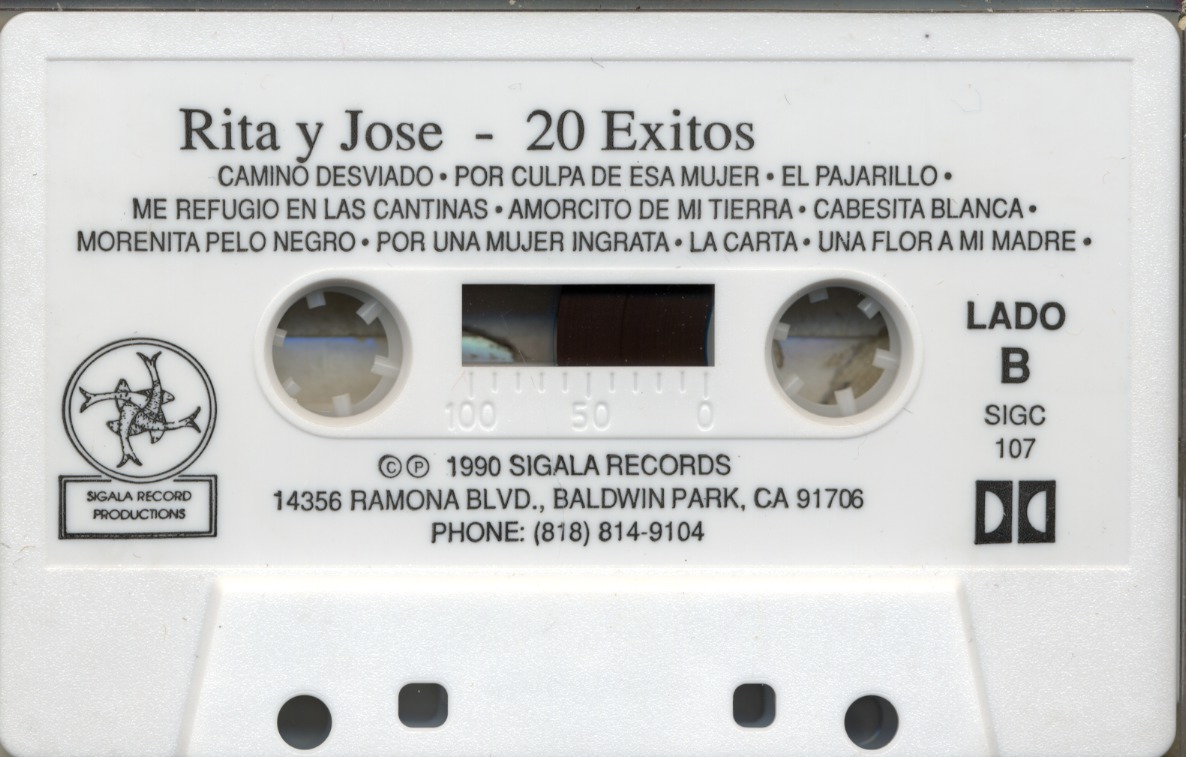 Rita y Jose - 20 Exitos
CAMINO DESVIADO • POR CULPA DE ESA MUJER • EL PAJARILLO •
ME REFUGIO EN LAS CANTINAS • AMORCITO DE MI TIERRA • CABESITA BLANCA •
MORENITA PELO NEGRO • POR UNA MUJER INGRATA • LA CARTA • UNA FLOR A MI MADRE •
LADO
B
SIGC
107
100 50 0
SIGALA RECORD
PRODUCTIONS
©℗ 1990 SIGALA RECORDS
14356 RAMONA BLVD., BALDWIN PARK, CA 91706
PHONE: (818) 814-9104